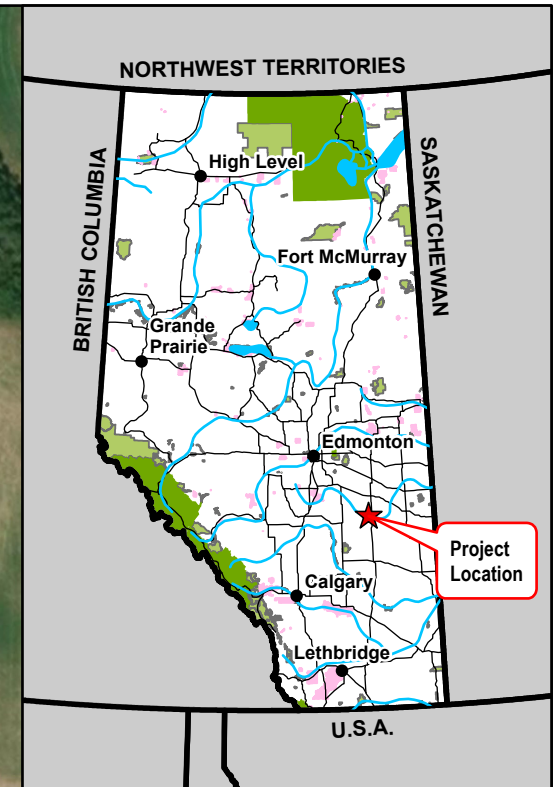 NORTHWEST TERRITORIES
BRITISH COLUMBIA
SASKATCHEWAN
High Level
Fort McMurray
Grande
Prairie
Edmonton
Project
Location
Calgary
Lethbridge
U.S.A.